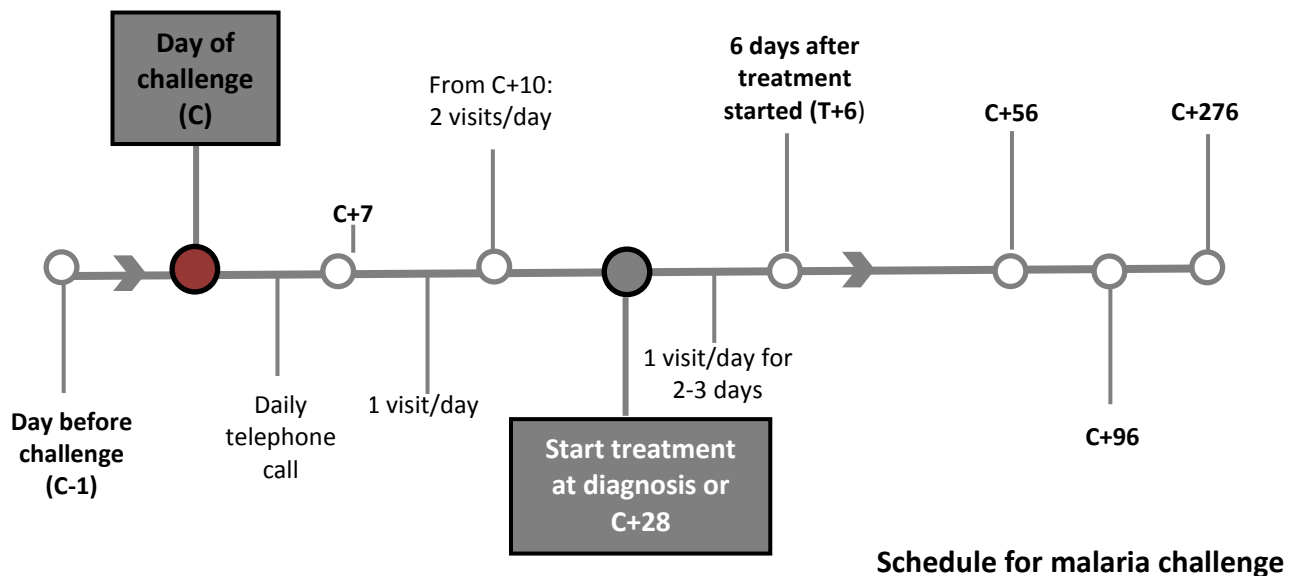 Day of
challenge
(C)
From C+10:
2 visits/day
6 days after
treatment
started (T+6)
C+56
C+276
C+7
Day before
challenge
(C-1)
Daily
telephone
call
1 visit/day
Start treatment
at diagnosis or
C+28
1 visit/day for
2-3 days
C+96
Schedule for malaria challenge